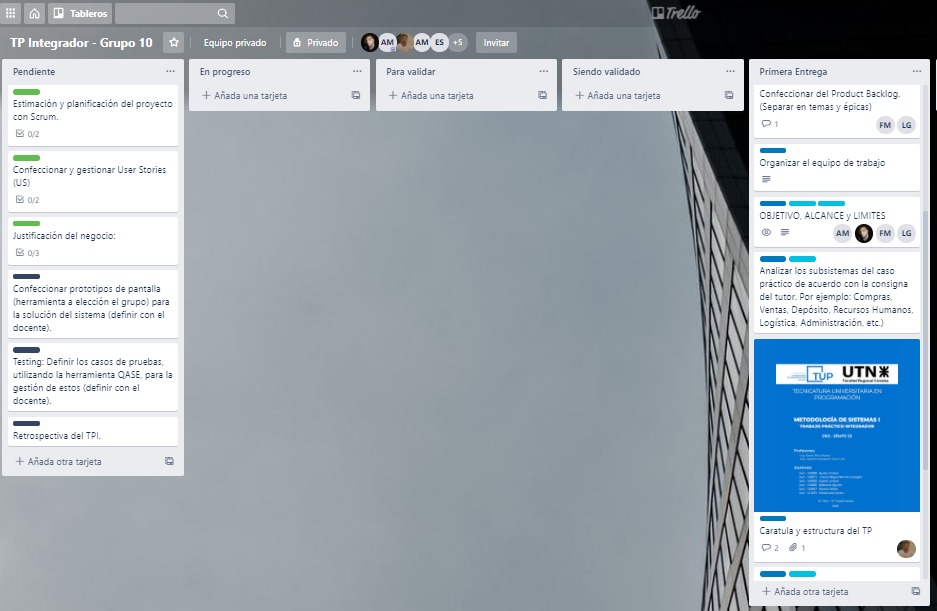 Tableros
Trello
TP Integrador - Grupo 10
Equipo privado
Privado
AM
AM
ES
+5
Invitar
Pendiente
Estimación y planificación del proyecto
con Scrum.
0/2
Confeccionar y gestionar User Stories
(US)
0/2
Justificación del negocio:
0/3
Confeccionar prototipos de pantalla
(herramienta a elección el grupo) para
la solución del sistema (definir con el
docente).
Testing: Definir los casos de pruebas,
utilizando la herramienta QASE, para la
gestión de estos (definir con el
docente).
Retrospectiva del TPI.
+ Añada otra tarjeta
En progreso
+ Añada una tarjeta
Para validar
+ Añada una tarjeta
Siendo validado
+ Añada una tarjeta
Primera Entrega
Confeccionar del Product Backlog.
(Separar en temas y épicas)
1
FM
LG
Organizar el equipo de trabajo
OBJETIVO, ALCANCE y LIMITES
AM
FM
LG
Analizar los subsistemas del caso
práctico de acuerdo con la consigna
del tutor. Por ejemplo: Compras,
Ventas, Depósito, Recursos Humanos,
Logística, Administración, etc.)
TUP
UTN
Facultad Regional Córdoba
TECNICATURA UNIVERSITARIA EN
PROGRAMACIÓN
METODOLOGÍA DE SISTEMAS I
TRABAJO PRÁCTICO INTEGRADOR
Caratula y estructura del TP
2
1
+ Añada otra tarjeta